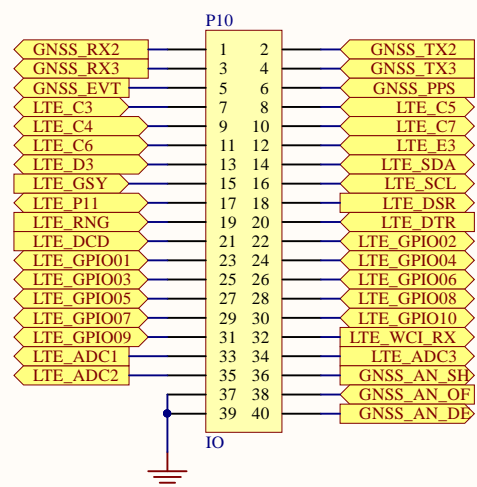 P10
GNSS_RX2 1 2 GNSS_TX2
GNSS_RX3 3 4 GNSS_TX3
GNSS_EVT 5 6 GNSS_PPS
LTE_C3 7 8 LTE_C5
LTE_C4 9 10 LTE_C7
LTE_C6 11 12 LTE_E3
LTE_D3 13 14 LTE_SDA
LTE_GSY 15 16 LTE_SCL
LTE_P11 17 18 LTE_DSR
LTE_RNG 19 20 LTE_DTR
LTE_DCD 21 22 LTE_GPIO02
LTE_GPIO01 23 24 LTE_GPIO04
LTE_GPIO03 25 26 LTE_GPIO06
LTE_GPIO05 27 28 LTE_GPIO08
LTE_GPIO07 29 30 LTE_GPIO10
LTE_GPIO09 31 32 LTE_WCI_RX
LTE_ADC1 33 34 LTE_ADC3
LTE_ADC2 35 36 GNSS_AN_SH
37 38 GNSS_AN_OF
39 40 GNSS_AN_DE
IO